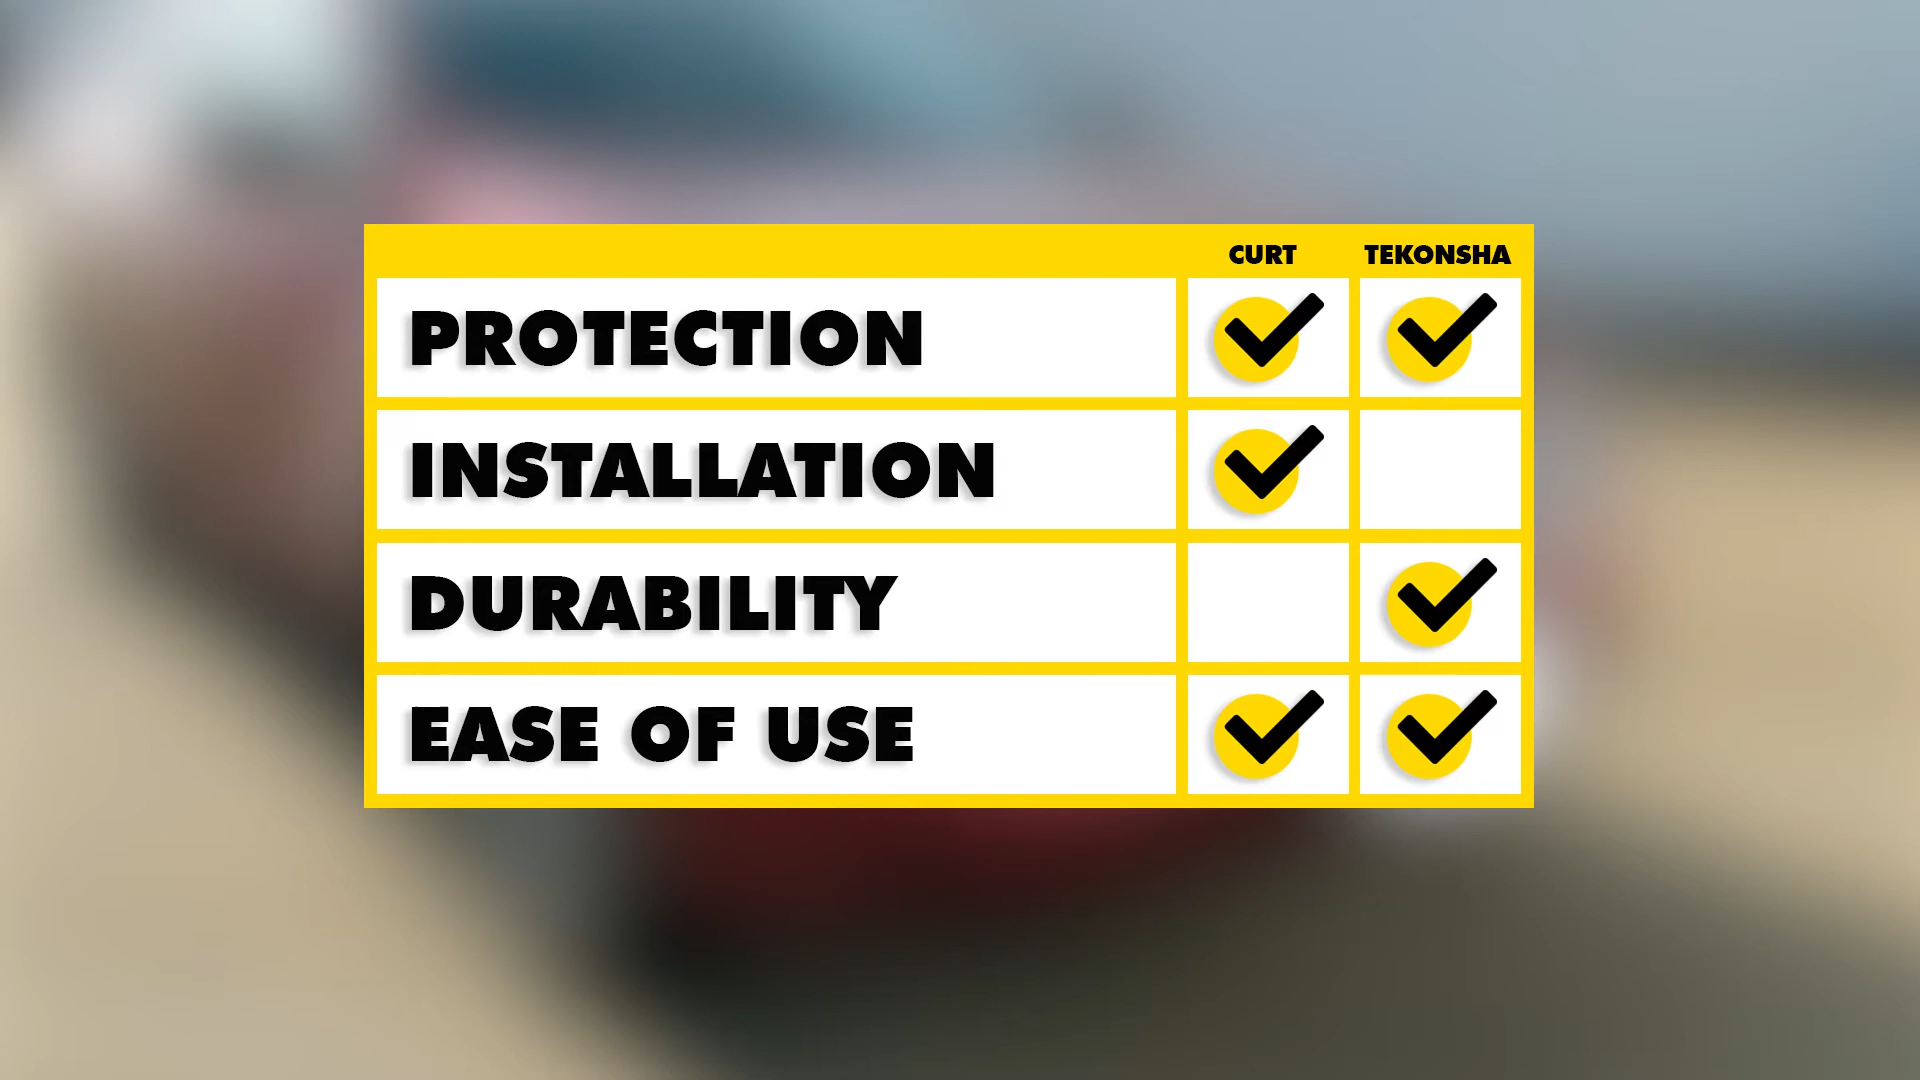 CURT TEKONSHA
PROTECTION
INSTALLATION
DURABILITY
EASE OF USE